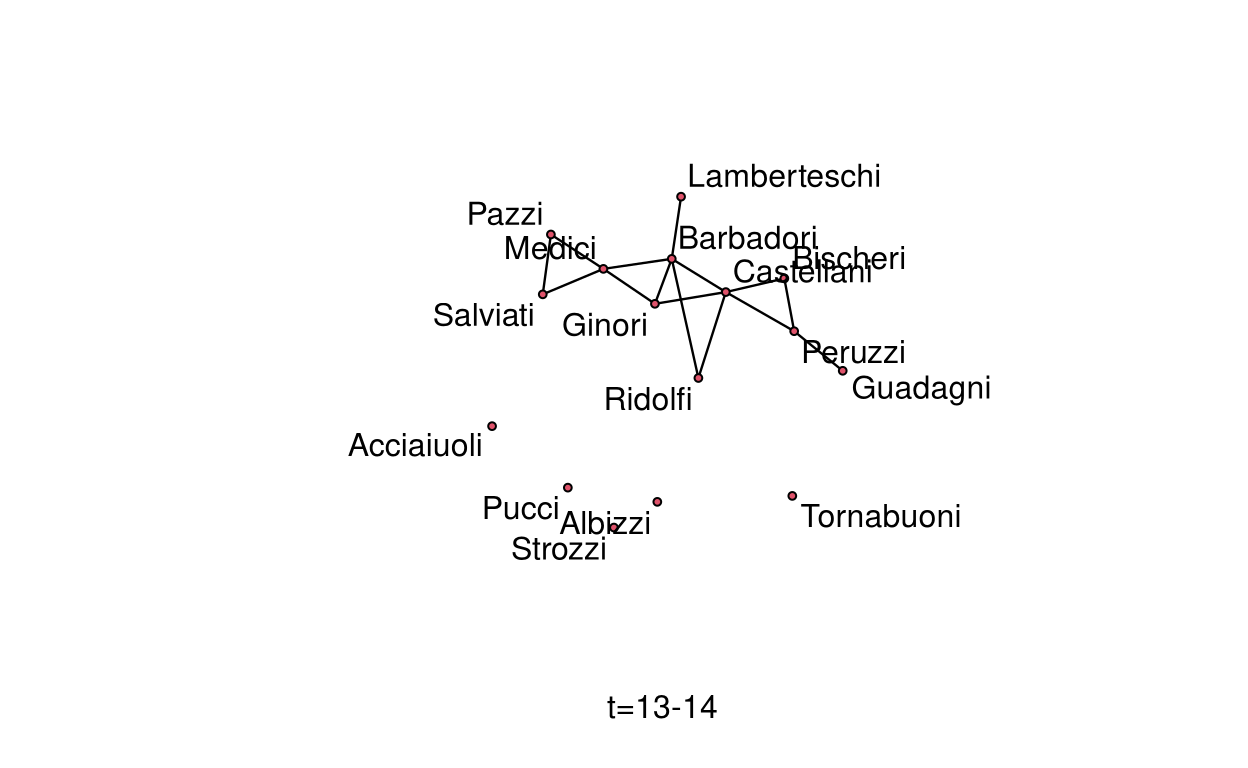 Lamberteschi
Pazzi
Barbadori
Medici
Bischeri
Castellani
Salviati
Ginori
Peruzzi
Guadagni
Ridolfi
Acciaiuoli
Pucci
Tornabuoni
Albizzi
Strozzi
t=13-14